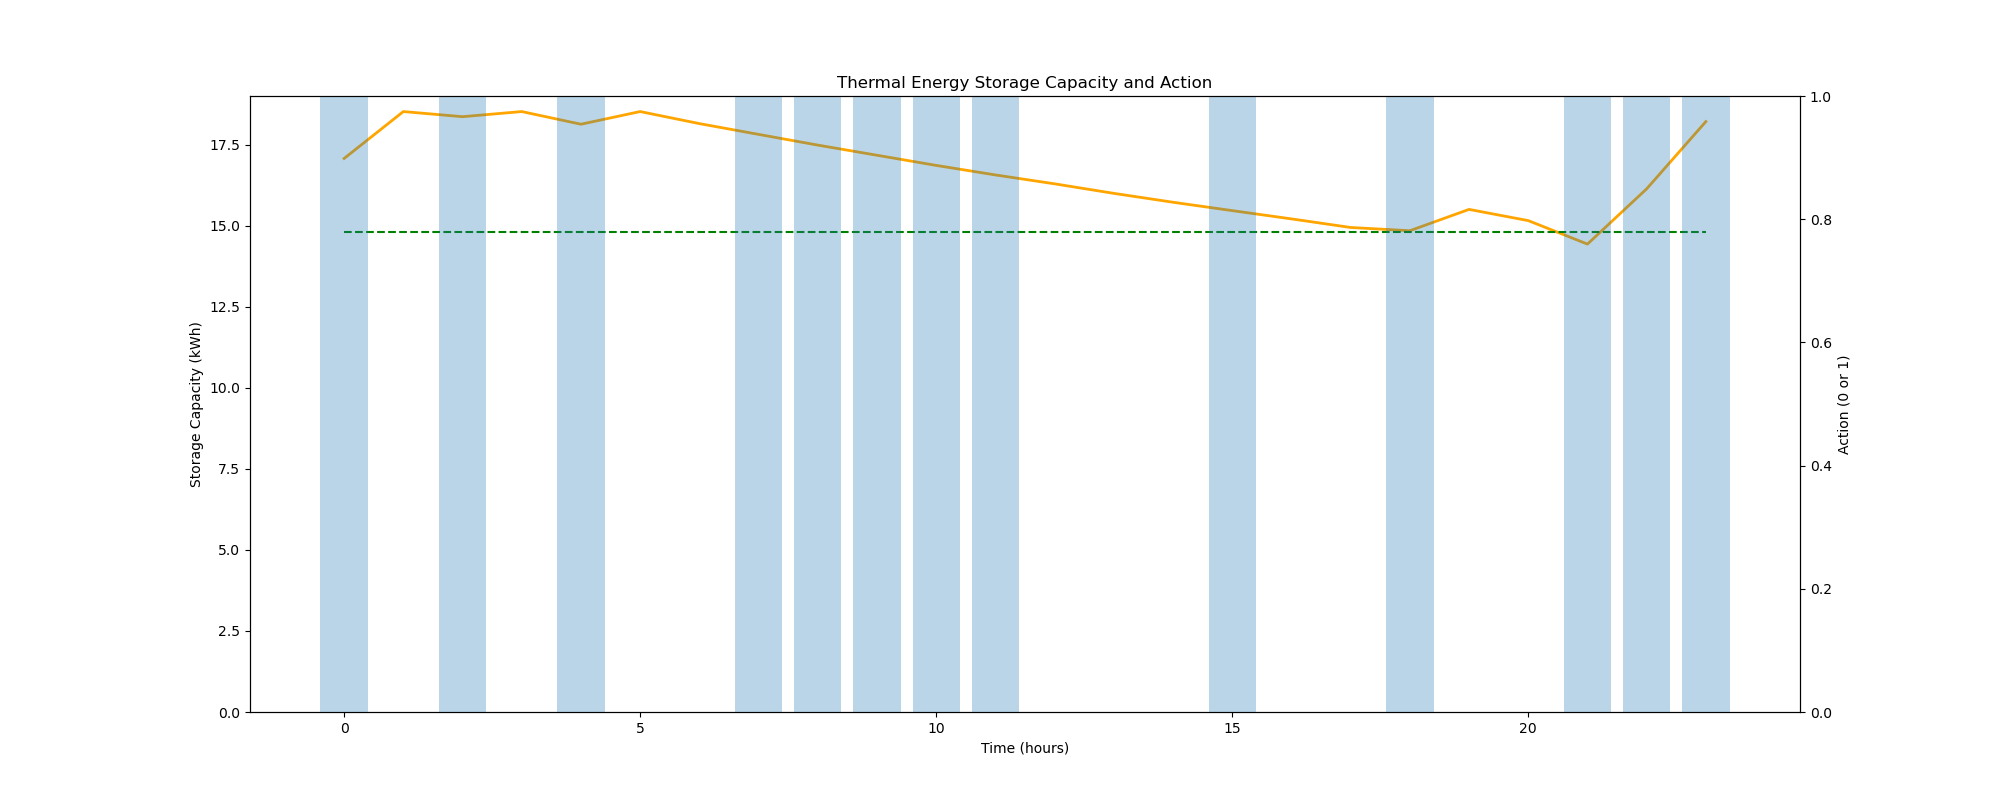 Thermal Energy Storage Capacity and Action
Storage Capacity (kWh)
17.5
15.0
12.5
10.0
7.5
5.0
2.5
0.0
1.0
0.8
0.6
0.4
0.2
0.0
Action (0 or 1)
0 5 10 15 20
Time (hours)